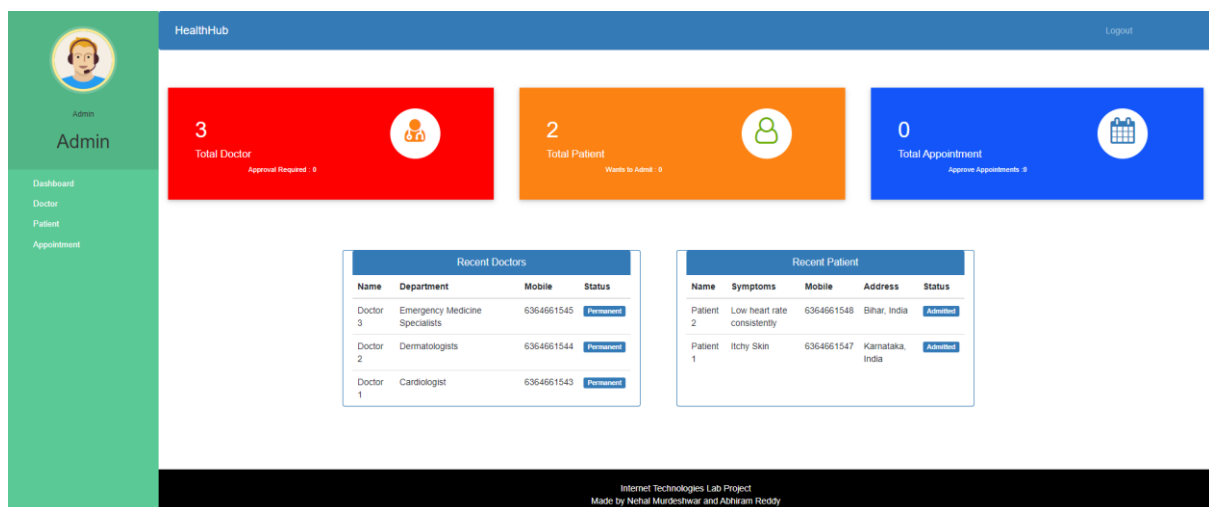 HealthHub
Logout
Admin
Admin
Dashboard
Doctor
Patient
Appointment
3
Total Doctor
Approval Required : 0
2
Total Patient
Wants to Admit : 0
0
Total Appointment
Approve Appointments :0
Recent Doctors
Name Department Mobile Status
Doctor Emergency Medicine 6364661545 Permanent
3 Specialists
Doctor Dermatologists 6364661544 Permanent
2
Doctor Cardiologist 6364661543 Permanent
1
Recent Patient
Name Symptoms Mobile Address Status
Patient Low heart rate 6364661548 Bihar, India Admitted
2 consistently
Patient Itchy Skin 6364661547 Karnataka, Admitted
1 India
Internet Technologies Lab Project
Made by Nehal Murdeshwar and Abhiram Reddy